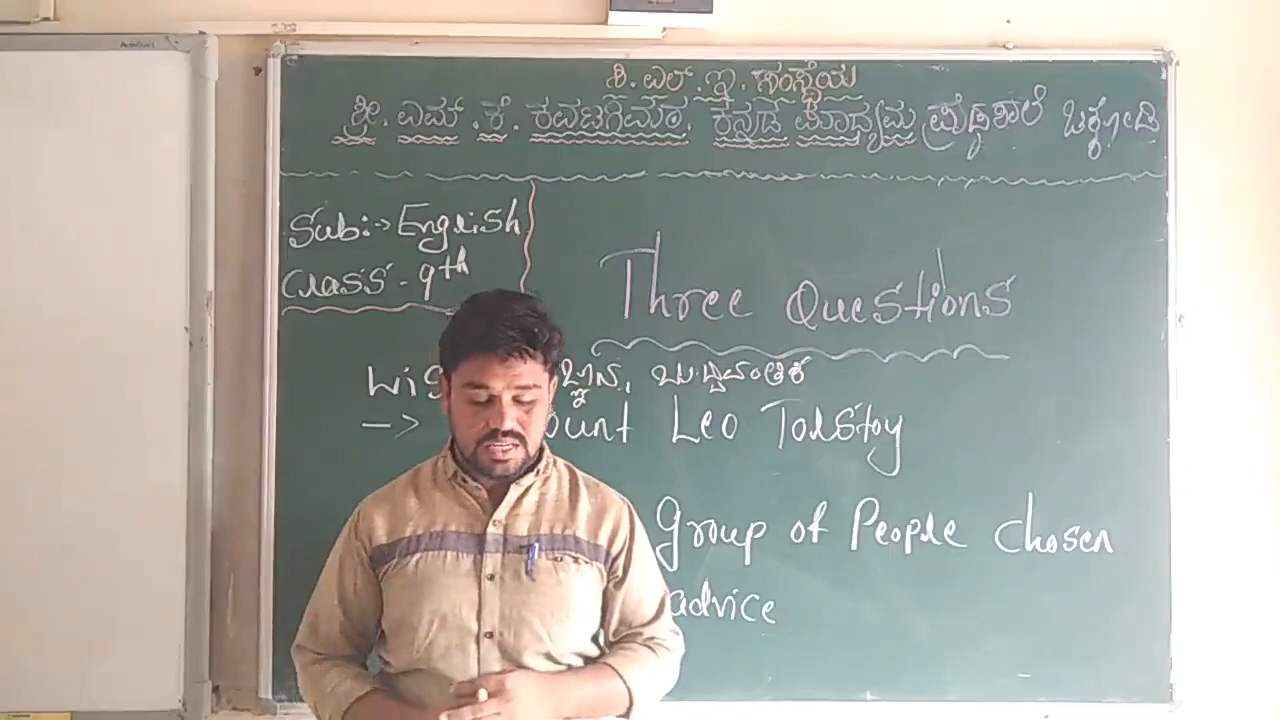 ಸಿ. ಎಲ್. ಇ. ಸಂಸ್ಥೆಯ
ಶ್ರೀ. ಎಮ್. ಕೆ. ಕವಟಗಿಮಠ. ಕನ್ನಡ ಮಾಧ್ಯಮ ಪ್ರೌಢಶಾಲೆ
Sub:→ English
Class - 9th
Three Questions
ಜ್ಞಾನ,
→ Leo Tolstoy
group of People chosen
advice